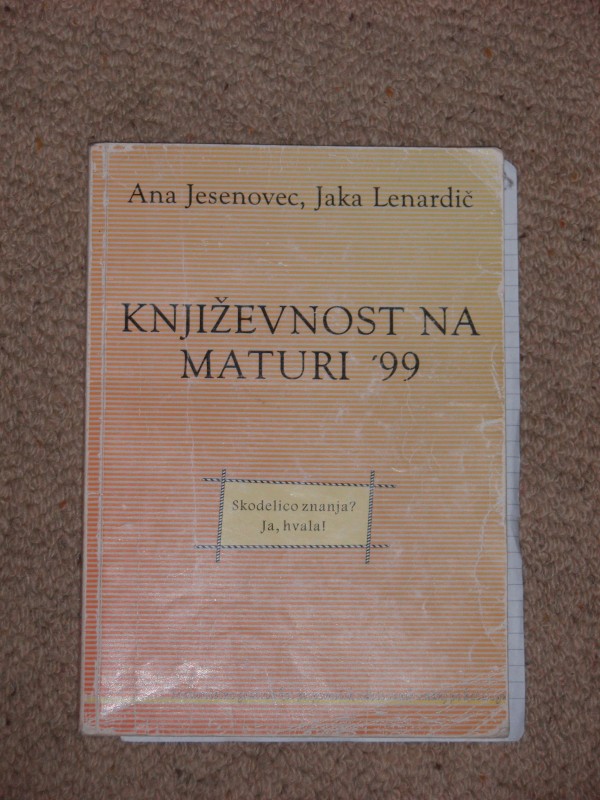 Ana Jesenovec, Jaka Lenardič
KNJIŽEVNOST NA
MATURI ´99
Skodelico znanja?
Ja, hvala!